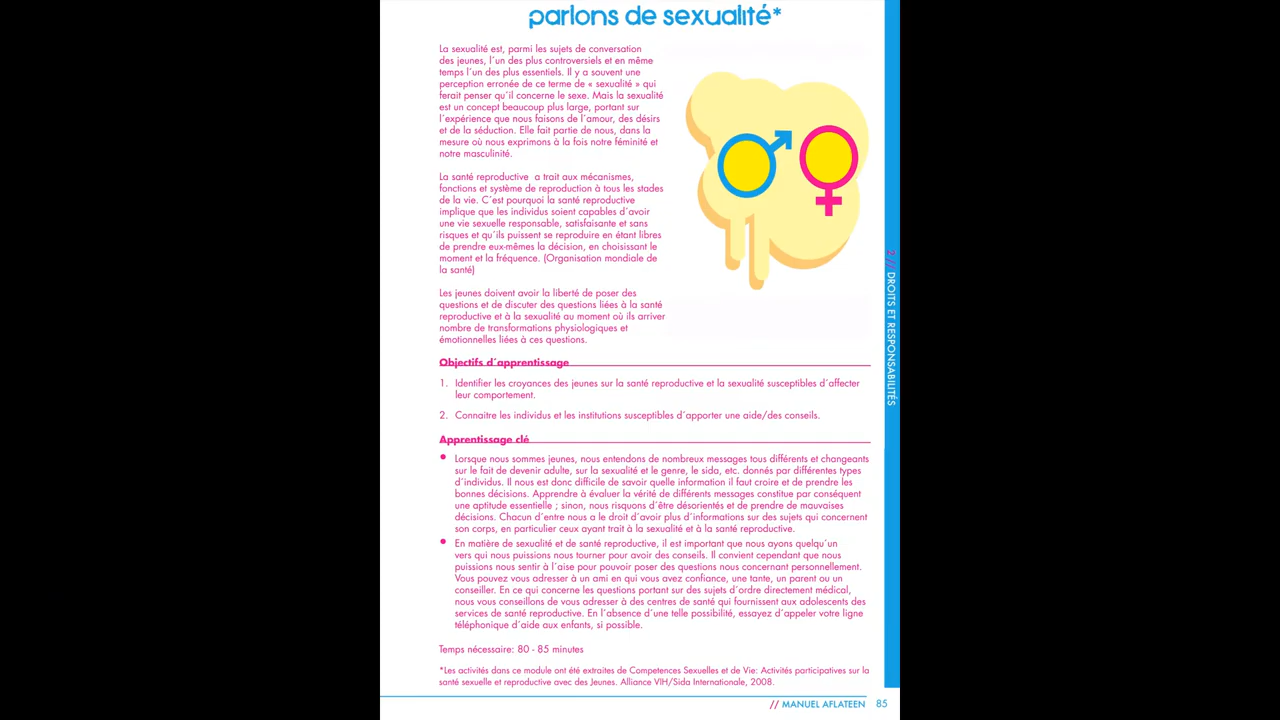 parlons de sexualité*
La sexualité est, parmi les sujets de conversation
des jeunes, l'un des plus controversiels et en même
temps l'un des plus essentiels. Il y a souvent une
perception erronée de ce terme de « sexualité » qui
ferait penser qu'il concerne le sexe. Mais la sexualité
est un concept beaucoup plus large, portant sur
l'expérience que nous faisons de l'amour, des désirs
et de la séduction. Elle fait partie de nous, dans la
mesure où nous exprimons à la fois notre féminité et
notre masculinité.
La santé reproductive a trait aux mécanismes,
fonctions et système de reproduction à tous les stades
de la vie. C'est pourquoi la santé reproductive
implique que les individus soient capables d'avoir
une vie sexuelle responsable, satisfaisante et sans
risques et qu'ils puissent se reproduire en étant libres
de prendre eux-mêmes la décision, en choisissant le
moment et la fréquence. (Organisation mondiale de
la santé)
Les jeunes doivent avoir la liberté de poser des
questions et de discuter des questions liées à la santé
reproductive et à la sexualité au moment où ils arriver
nombre de transformations physiologiques et
émotionnelles liées à ces questions.
Objectifs d'apprentissage
1. Identifier les croyances des jeunes sur la santé reproductive et la sexualité susceptibles d'affecter
leur comportement.
2. Connaitre les individus et les institutions susceptibles d'apporter une aide/des conseils.
Apprentissage clé
• Lorsque nous sommes jeunes, nous entendons de nombreux messages tous différents et changeants
sur le fait de devenir adulte, sur la sexualité et le genre, le sida, etc. donnés par différentes types
d'individus. Il nous est donc difficile de savoir quelle information il faut croire et de prendre les
bonnes décisions. Apprendre à évaluer la vérité de différents messages constitue par conséquent
une aptitude essentielle ; sinon, nous risquons d'être désorientés et de prendre de mauvaises
décisions. Chacun d'entre nous a le droit d'avoir plus d'informations sur des sujets qui concernent
son corps, en particulier ceux ayant trait à la sexualité et à la santé reproductive.
• En matière de sexualité et de santé reproductive, il est important que nous ayons quelqu'un
vers qui nous puissions nous tourner pour avoir des conseils. Il convient cependant que nous
puissions nous sentir à l'aise pour pouvoir poser des questions nous concernant personnellement.
Vous pouvez vous adresser à un ami en qui vous avez confiance, une tante, un parent ou un
conseiller. En ce qui concerne les questions portant sur des sujets d'ordre directement médical,
nous vous conseillons de vous adresser à des centres de santé qui fournissent aux adolescents des
services de santé reproductive. En l'absence d'une telle possibilité, essayez d'appeler votre ligne
téléphonique d'aide aux enfants, si possible.
Temps nécessaire: 80 - 85 minutes
*Les activités dans ce module ont été extraites de Competences Sexuelles et de Vie: Activités participatives sur la
santé sexuelle et reproductive avec des Jeunes. Alliance VIH/Sida Internationale, 2008.
2 // DROITS ET RESPONSABILITÉS
// MANUEL AFLATEEN 85